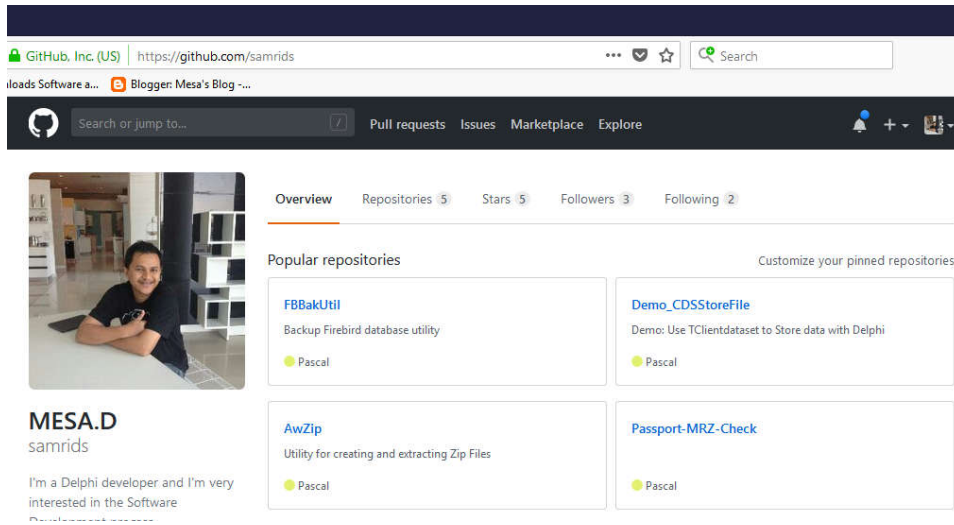 GitHub, Inc. (US) https://github.com/samrids Search
nloads Software a... Blogger: Mesa's Blog -...
Search or jump to... / Pull requests Issues Marketplace Explore
Overview Repositories 5 Stars 5 Followers 3 Following 2
Popular repositories Customize your pinned repositories
FBBakUtil
Backup Firebird database utility
Pascal
Demo_CDSStoreFile
Demo: Use TClientdataset to Store data with Delphi
Pascal
AwZip
Utility for creating and extracting Zip Files
Pascal
Passport-MRZ-Check
Pascal
MESA.D
samrids
I'm a Delphi developer and I'm very
interested in the Software
Development process